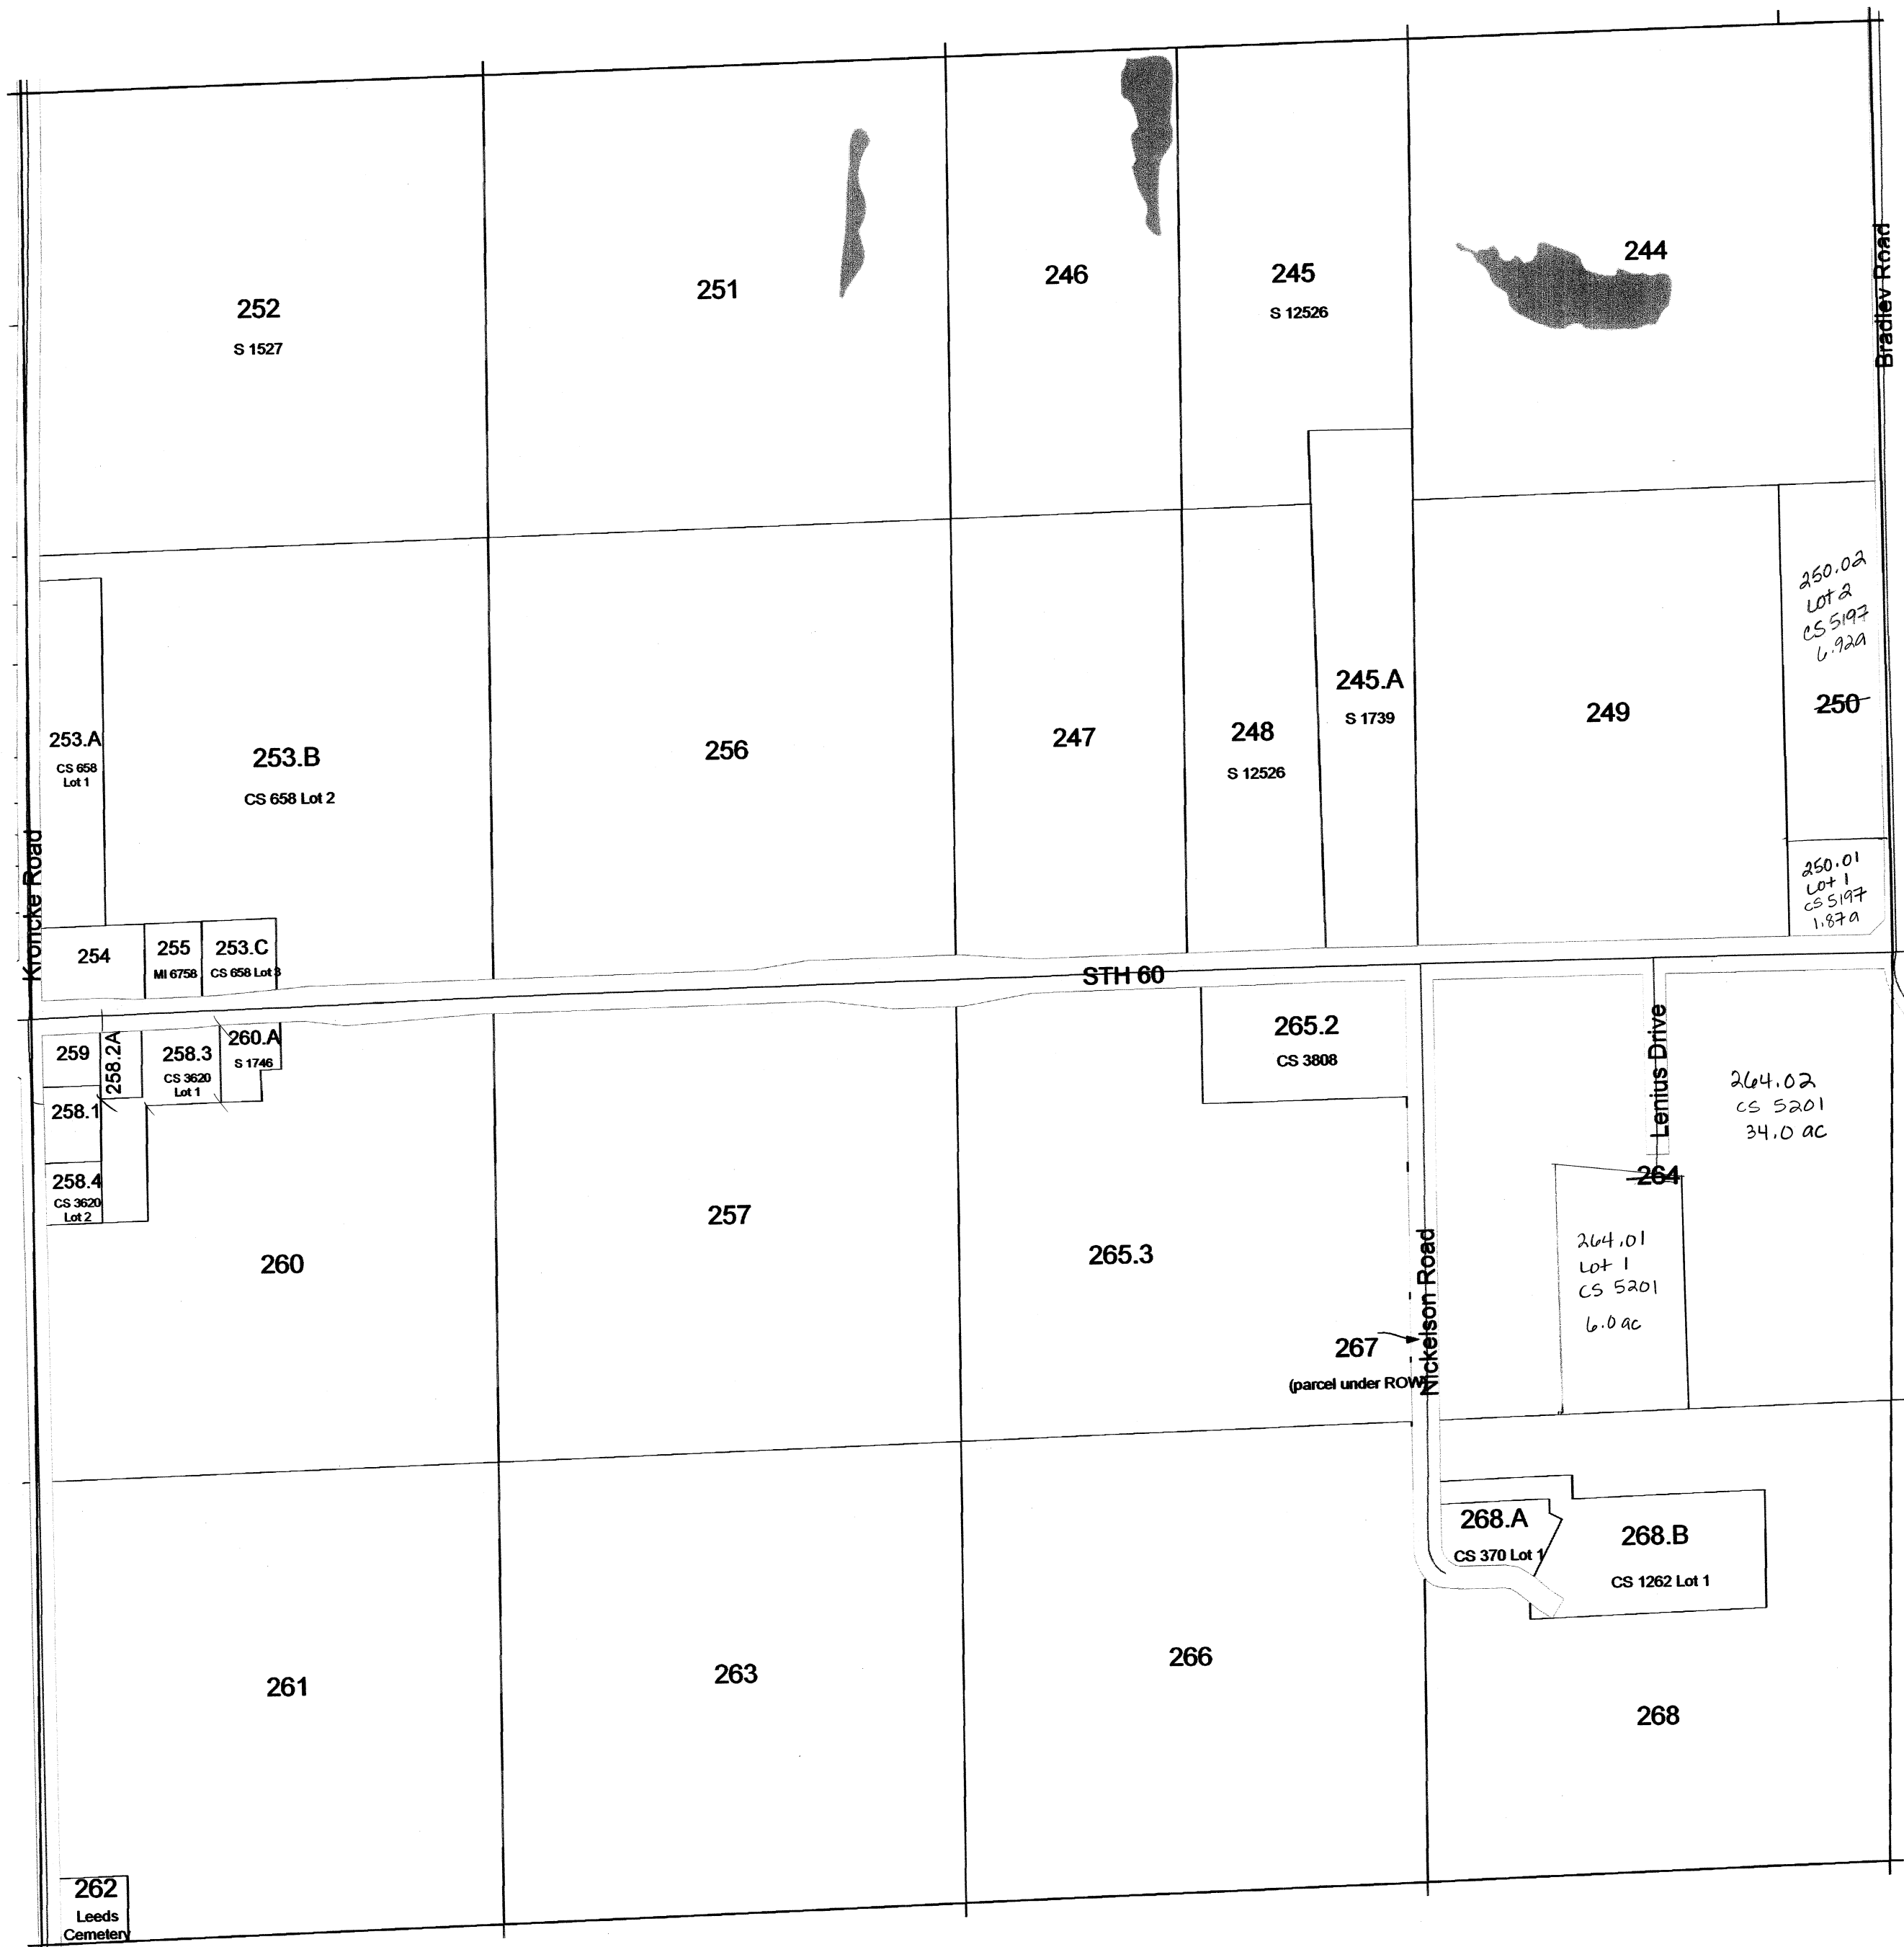 252
S 1527
251
246
245
S 12526
244
Bradley Road
253.A
CS 658
Lot 1
253.B
CS 658 Lot 2
256
247
248
S 12526
245.A
S 1739
249
250.02
Lot 2
CS 5197
6.92a
250
250.01
Lot 1
CS 5197
1.87a
Kroncke Road
254
255
MI 6758
253.C
CS 658 Lot 3
STH 60
259
258.2A
258.3
CS 3620
Lot 1
260.A
S 1746
258.1
258.4
CS 3620
Lot 2
260
257
265.2
CS 3808
265.3
267
(parcel under ROW)
Nickelson Road
Lenius Drive
264
264.02
CS 5201
34.0 ac
264.01
Lot 1
CS 5201
6.0 ac
268.A
CS 370 Lot 1
268.B
CS 1262 Lot 1
261
263
266
268
262
Leeds
Cemetery